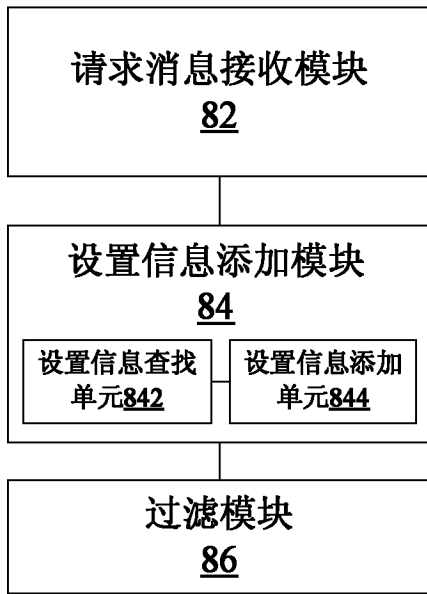 请求消息接收模块
82
设置信息添加模块
84
设置信息查找
单元842
设置信息添加
单元844
过滤模块
86